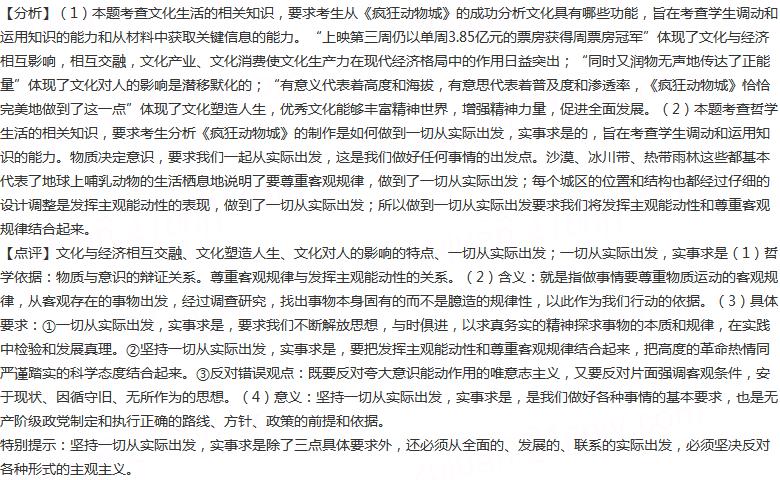 【分析】（1）本题考查文化生活的相关知识，要求考生从《疯狂动物城》的成功分析文化具有哪些功能，旨在考查学生调动和
运用知识的能力和从材料中获取关键信息的能力。“上映第三周仍以单周3.85亿元的票房获得周票房冠军”体现了文化与经济
相互影响，相互交融，文化产业、文化消费使文化生产力在现代经济格局中的作用日益突出；“同时又润物无声地传达了正能
量”体现了文化对人的影响是潜移默化的；“有意义代表着高度和海拔，有意思代表着普及度和渗透率，《疯狂动物城》恰恰
完美地做到了这一点”体现了文化塑造人生，优秀文化能够丰富精神世界，增强精神力量，促进全面发展。（2）本题考查哲学
生活的相关知识，要求考生分析《疯狂动物城》的制作是如何做到一切从实际出发，实事求是的，旨在考查学生调动和运用知
识的能力。物质决定意识，要求我们一起从实际出发，这是我们做好任何事情的出发点。沙漠、冰川带、热带雨林这些都基本
代表了地球上哺乳动物的生活栖息地说明了要尊重客观规律，做到了一切从实际出发；每个城区的位置和结构也都经过仔细的
设计调整是发挥主观能动性的表现，做到了一切从实际出发；所以做到一切从实际出发要求我们将发挥主观能动性和尊重客观
规律结合起来。
【点评】文化与经济相互交融、文化塑造人生、文化对人的影响的特点、一切从实际出发；一切从实际出发，实事求是（1）哲
学依据：物质与意识的辩证关系。尊重客观规律与发挥主观能动性的关系。（2）含义：就是指做事情要尊重物质运动的客观规
律，从客观存在的事物出发，经过调查研究，找出事物本身固有的而不是臆造的规律性，以此作为我们行动的依据。（3）具体
要求：①一切从实际出发，实事求是，要求我们不断解放思想，与时俱进，以求真务实的精神探求事物的本质和规律，在实践
中检验和发展真理。②坚持一切从实际出发，实事求是，要把发挥主观能动性和尊重客观规律结合起来，把高度的革命热情同
严谨踏实的科学态度结合起来。③反对错误观点：既要反对夸大意识能动作用的唯意志主义，又要反对片面强调客观条件，安
于现状、因循守旧、无所作为的思想。（4）意义：坚持一切从实际出发，实事求是，是我们做好各种事情的基本要求，也是无
产阶级政党制定和执行正确的路线、方针、政策的前提和依据。
特别提示：坚持一切从实际出发，实事求是除了三点具体要求外，还必须从全面的、发展的、联系的实际出发，必须坚决反对
各种形式的主观主义。